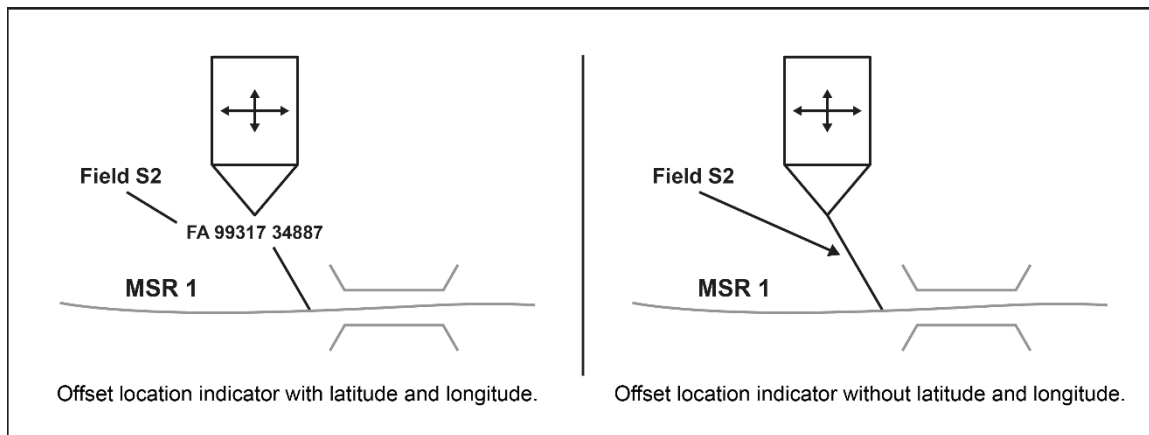 Field S2
FA 99317 34887
MSR 1
Offset location indicator with latitude and longitude.
Field S2
MSR 1
Offset location indicator without latitude and longitude.